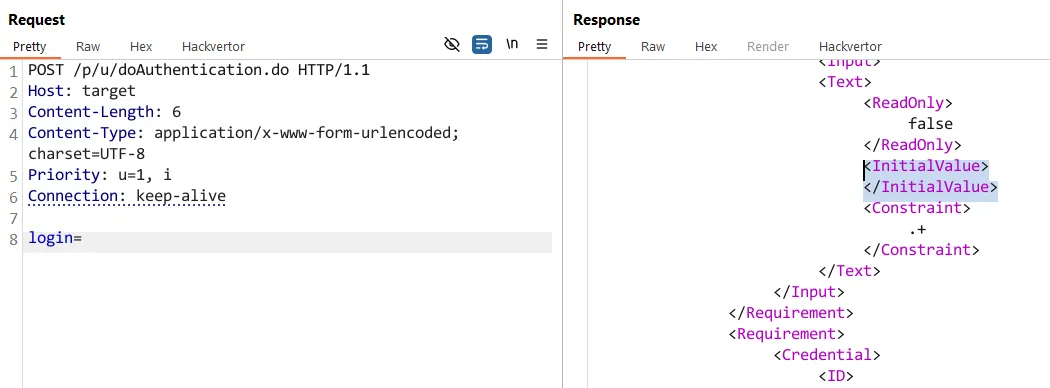 Request
Pretty Raw Hex Hackvertor \n
1 POST /p/u/doAuthentication.do HTTP/1.1
2 Host: target
3 Content-Length: 6
4 Content-Type: application/x-www-form-urlencoded;
charset=UTF-8
5 Priority: u=1, i
6 Connection: keep-alive
7
8 login=
Response
Pretty Raw Hex Render Hackvertor
<Input>
<Text>
<ReadOnly>
false
</ReadOnly>
<InitialValue>
</InitialValue>
<Constraint>
.+
</Constraint>
</Text>
</Input>
</Requirement>
<Requirement>
<Credential>
<ID>